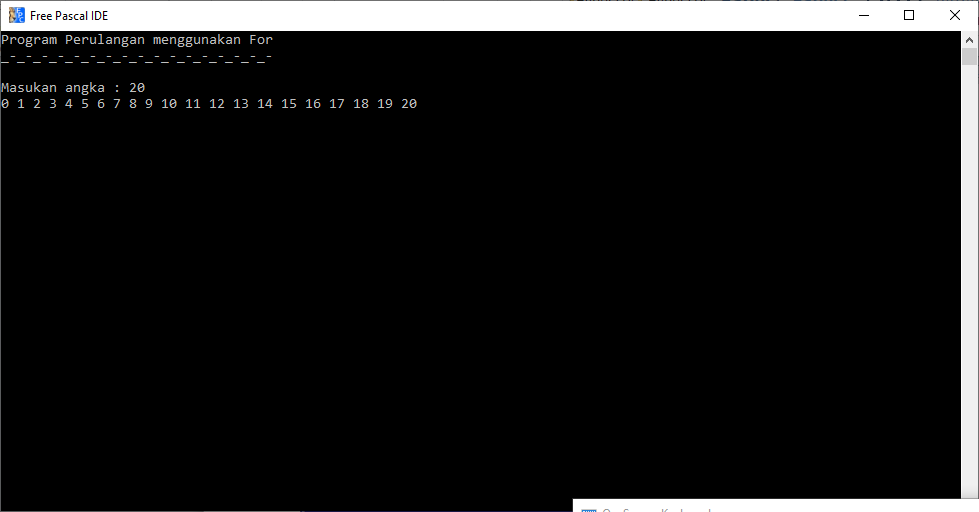 Free Pascal IDE
Program Perulangan menggunakan For
_-_-_-_-_-_-_-_-_-_-_-_-_-_-_-_-_-
Masukan angka : 20
0 1 2 3 4 5 6 7 8 9 10 11 12 13 14 15 16 17 18 19 20